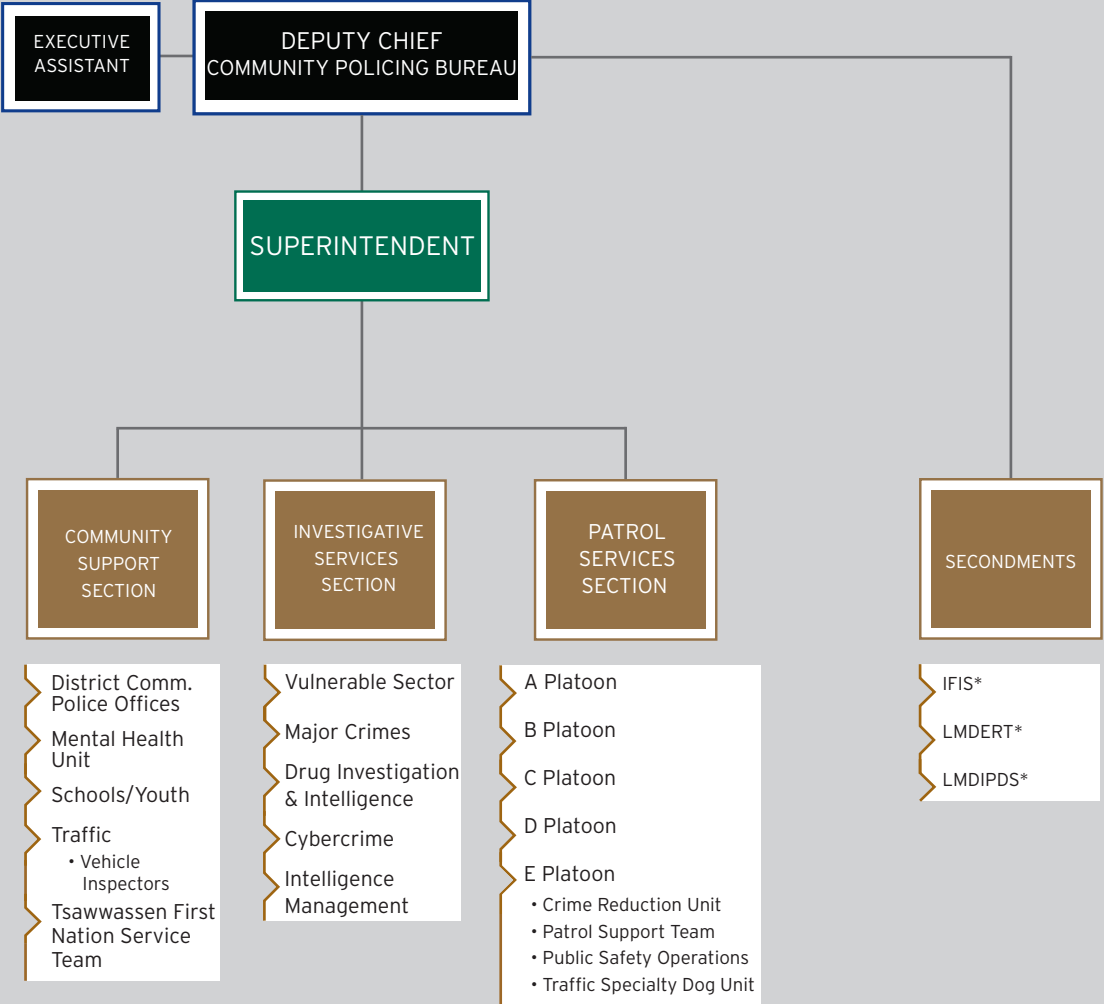 EXECUTIVE
ASSISTANT
DEPUTY CHIEF
COMMUNITY POLICING BUREAU
SUPERINTENDENT
COMMUNITY
SUPPORT
SECTION
INVESTIGATIVE
SERVICES
SECTION
PATROL
SERVICES
SECTION
SECONDMENTS
District Comm.
Police Offices
Mental Health
Unit
Schools/Youth
Traffic
• Vehicle
Inspectors
Tsawwassen First
Nation Service
Team
Vulnerable Sector
Major Crimes
Drug Investigation
& Intelligence
Cybercrime
Intelligence
Management
A Platoon
B Platoon
C Platoon
D Platoon
E Platoon
• Crime Reduction Unit
• Patrol Support Team
• Public Safety Operations
• Traffic Specialty Dog Unit
IFIS*
LMDERT*
LMDIPDS*